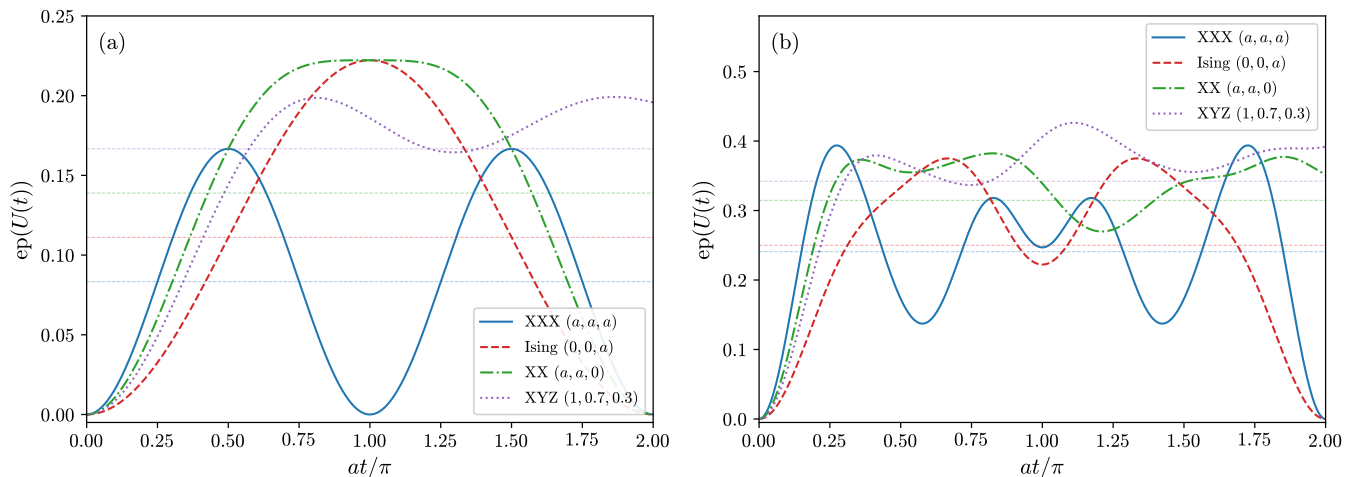 (a)
ep(U(t))
0.25
0.20
0.15
0.10
0.05
0.00
XXX (a, a, a)
Ising (0, 0, a)
XX (a, a, 0)
XYZ (1, 0.7, 0.3)
0.00 0.25 0.50 0.75 1.00 1.25 1.50 1.75 2.00
at/π
(b)
ep(U(t))
0.5
0.4
0.3
0.2
0.1
0.0
XXX (a, a, a)
Ising (0, 0, a)
XX (a, a, 0)
XYZ (1, 0.7, 0.3)
0.00 0.25 0.50 0.75 1.00 1.25 1.50 1.75 2.00
at/π